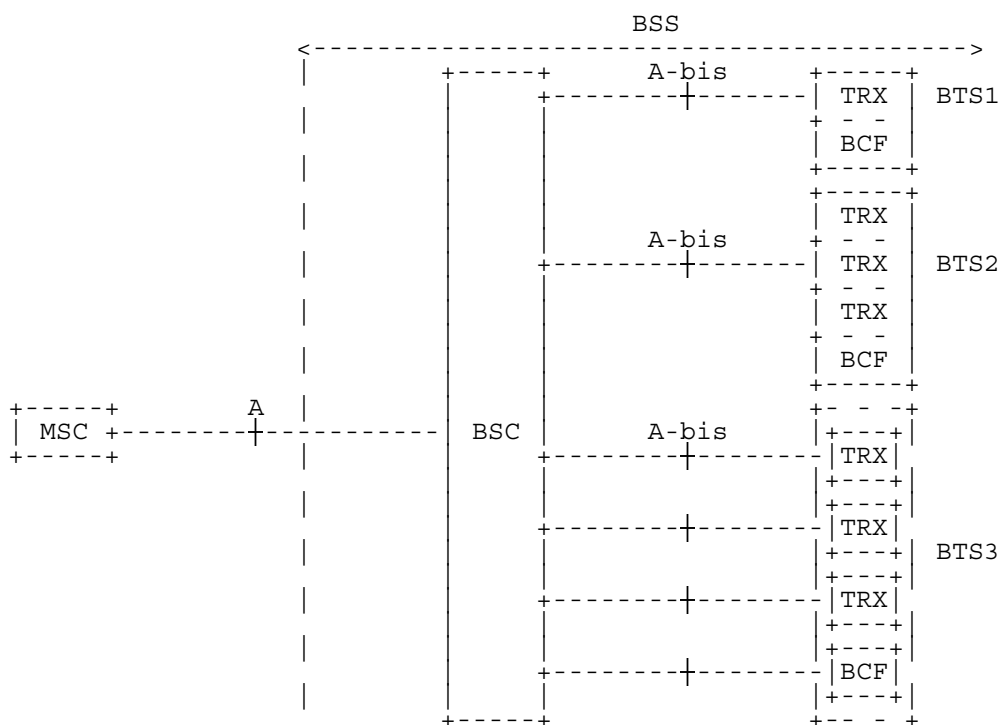 BSS
A-bis
TRX BTS1
BCF
TRX
A-bis
TRX BTS2
TRX
BCF
A
MSC BSC A-bis
TRX
TRX
BTS3
TRX
BCF